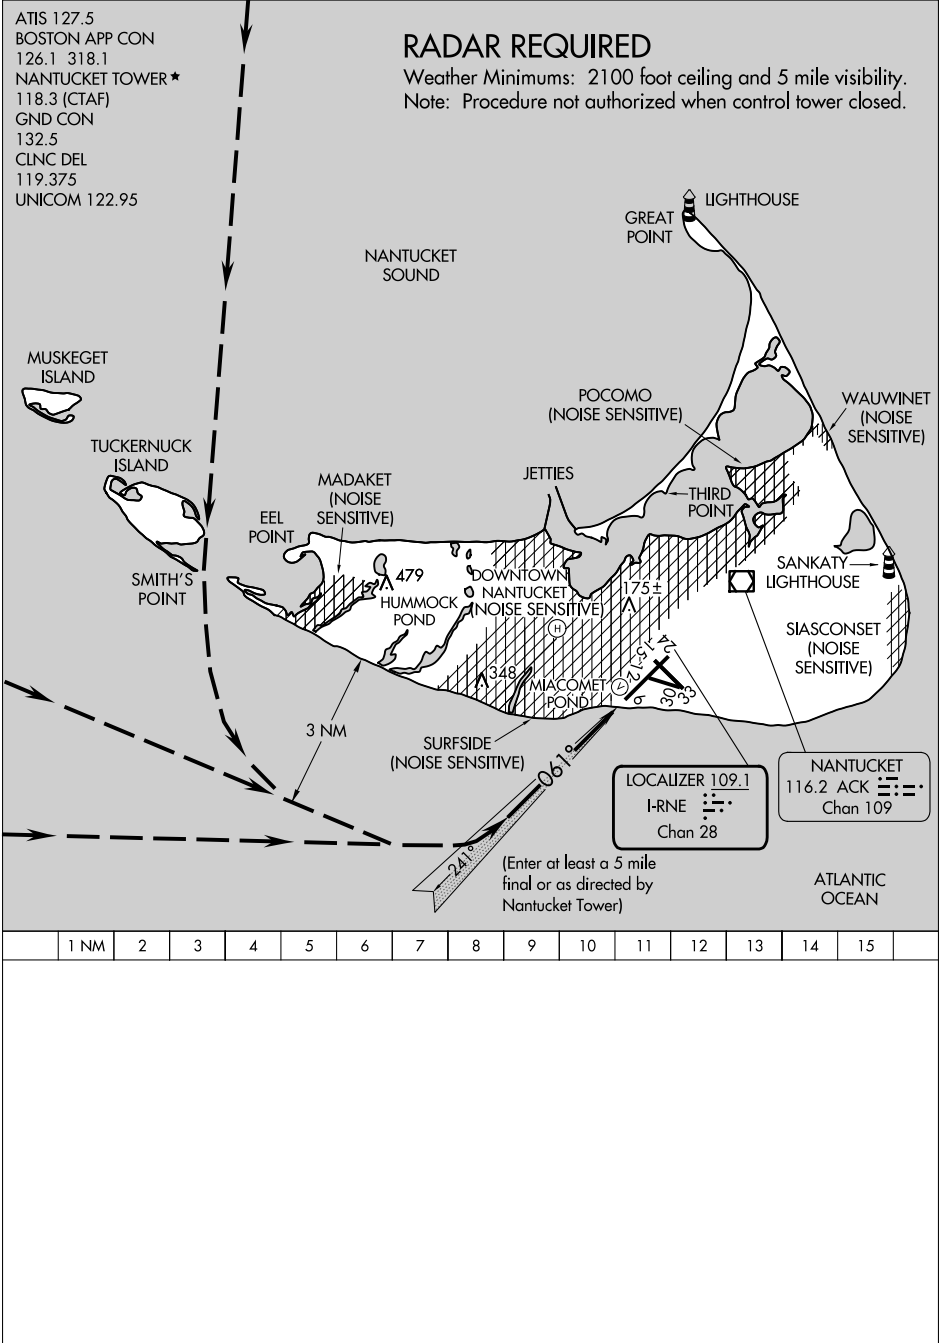 ATIS 127.5
BOSTON APP CON
126.1 318.1
NANTUCKET TOWER★
118.3 (CTAF)
GND CON
132.5
CLNC DEL
119.375
UNICOM 122.95
RADAR REQUIRED
Weather Minimums: 2100 foot ceiling and 5 mile visibility.
Note: Procedure not authorized when control tower closed.
LIGHTHOUSE
GREAT
POINT
NANTUCKET
SOUND
MUSKEGET
ISLAND
POCOMO
(NOISE SENSITIVE)
WAUWINET
(NOISE
SENSITIVE)
TUCKERNUCK
ISLAND
MADAKET
(NOISE
SENSITIVE)
JETTIES
THIRD
POINT
EEL
POINT
SMITH'S
POINT
479
HUMMOCK
POND
DOWNTOWN
NANTUCKET
(NOISE SENSITIVE)
H
175±
SANKATY
LIGHTHOUSE
SIASCONSET
(NOISE
SENSITIVE)
348
MIACOMET
POND
24
15
12
6
30
33
3 NM
SURFSIDE
(NOISE SENSITIVE)
061°
241°
LOCALIZER 109.1
I-RNE
Chan 28
NANTUCKET
116.2 ACK
Chan 109
(Enter at least a 5 mile
final or as directed by
Nantucket Tower)
ATLANTIC
OCEAN
1 NM 2 3 4 5 6 7 8 9 10 11 12 13 14 15